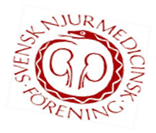 · SVENSK NJURMEDICINSK ·
FÖRENING